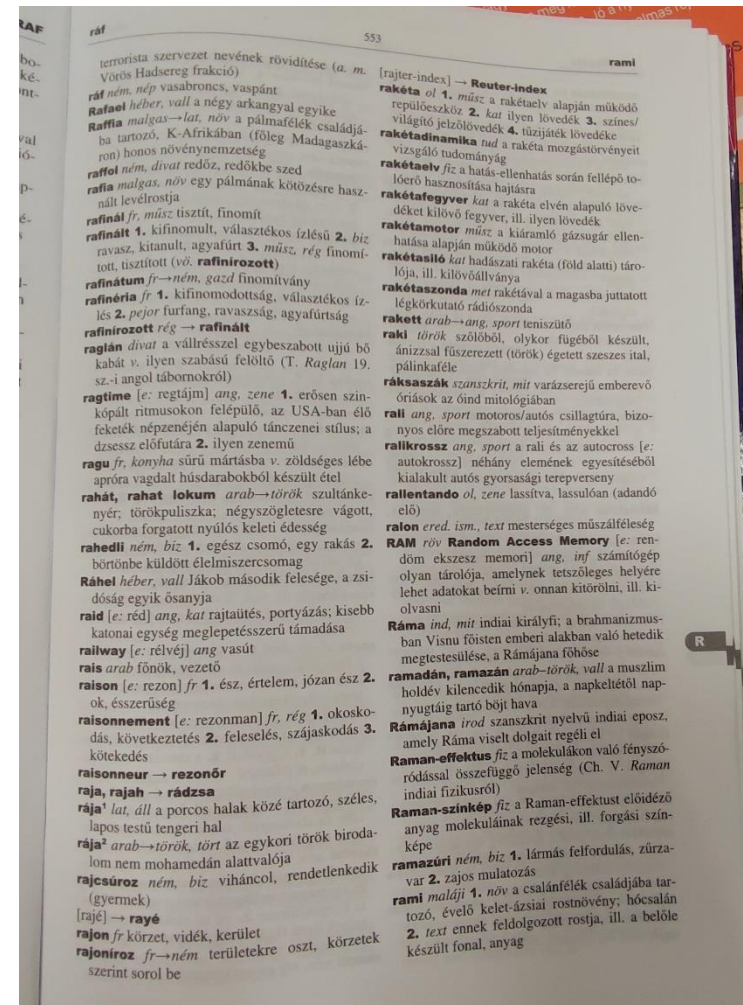 RAF
ráf
553
rami
terrorista szervezet nevének rövidítése (a. m.
Vörös Hadsereg frakció)
ráf ném, nép vasabroncs, vaspánt
Rafael héber, vall a négy arkangyal egyike
Raffia malgas→lat, növ a pálmafélék családjá-
ba tartozó, K-Afrikában (főleg Madagaszká-
ron) honos növénynemzetség
raffol ném, divat redőz, redőkbe szed
rafia malgas, növ egy pálmának kötözésre hasz-
nált levélrostja
rafinál fr, műsz tisztít, finomít
rafinált 1. kifinomult, választékos ízlésű 2. biz
ravasz, kitanult, agyafúrt 3. műsz, rég finomí-
tott, tisztított (vö. rafinírozott)
rafinátum fr→ném, gazd finomítvány
rafinéria fr 1. kifinomodottság, választékos íz-
lés 2. pejor furfang, ravaszság, agyafúrtság
rafinírozott rég → rafinált
raglán divat a vállrésszel egybeszabott ujjú bő
kabát v. ilyen szabású felöltő (T. Raglan 19.
sz.-i angol tábornokról)
ragtime [e: regtájm] ang, zene 1. erősen szin-
kópált ritmusokon felépülő, az USA-ban élő
feketék népzenéjén alapuló tánczenei stílus; a
dzsessz előfutára 2. ilyen zenemű
ragu fr, konyha sűrű mártásba v. zöldséges lébe
apróra vagdalt húsdarabokból készült étel
rahát, rahat lokum arab→török szultánke-
nyér; törökpuliszka; négyszögletesre vágott,
cukorba forgatott nyúlós keleti édesség
rahedli ném, biz 1. egész csomó, egy rakás 2.
börtönbe küldött élelmiszercsomag
Ráhel héber, vall Jákob második felesége, a zsi-
dóság egyik ősanyja
raid [e: réd] ang, kat rajtaütés, portyázás; kisebb
katonai egység meglepetésszerű támadása
railway [e: rélvéj] ang vasút
rais arab főnök, vezető
raison [e: rezon] fr 1. ész, értelem, józan ész 2.
ok, ésszerűség
raisonnement [e: rezonman] fr, rég 1. okosko-
dás, következtetés 2. feleselés, szájaskodás 3.
kötekedés
raisonneur → rezonőr
raja, rajah → rádzsa
rája¹ lat, áll a porcos halak közé tartozó, széles,
lapos testű tengeri hal
rája² arab→török, tört az egykori török biroda-
lom nem mohamedán alattvalója
rajcsúroz ném, biz viháncol, rendetlenkedik
(gyermek)
[rajé] → rayé
rajon fr körzet, vidék, kerület
rajoníroz fr→ném területekre oszt, körzetek
szerint sorol be
[rajter-index] → Reuter-index
rakéta ol 1. műsz a rakétaelv alapján működő
repülőeszköz 2. kat ilyen lövedék 3. színes/
világító jelzőlövedék 4. tűzijáték lövedéke
rakétadinamika tud a rakéta mozgástörvényeit
vizsgáló tudományág
rakétaelv fiz a hatás-ellenhatás során fellépő to-
lóerő hasznosítása hajtásra
rakétafegyver kat a rakéta elvén alapuló löve-
déket kilövő fegyver, ill. ilyen lövedék
rakétamotor műsz a kiáramló gázsugár ellen-
hatása alapján működő motor
rakétasiló kat hadászati rakéta (föld alatti) táro-
lója, ill. kilövőállványa
rakétaszonda met rakétával a magasba juttatott
légkörkutató rádiószonda
rakett arab→ang, sport teniszütő
raki török szőlőből, olykor fügéből készült,
ánizzsal fűszerezett (török) égetett szeszes ital,
pálinkaféle
ráksaszák szanszkrit, mit varázserejű emberevő
óriások az óind mitológiában
rali ang, sport motoros/autós csillagtúra, bizo-
nyos előre megszabott teljesítményekkel
ralikrossz ang, sport a rali és az autocross [e:
autokrossz] néhány elemének egyesítéséből
kialakult autós gyorsasági terepverseny
rallentando ol, zene lassítva, lassulóan (adandó
elő)
ralon ered. ism., text mesterséges műszálféleség
RAM röv Random Access Memory [e: ren-
döm ekszesz memori] ang, inf számítógép
olyan tárolója, amelynek tetszőleges helyére
lehet adatokat beírni v. onnan kitörölni, ill. ki-
olvasni
Ráma ind, mit indiai királyfi; a brahmanizmus-
ban Visnu főisten emberi alakban való hetedik
megtestesülése, a Rámájana főhőse
ramadán, ramazán arab–török, vall a muszlim
holdév kilencedik hónapja, a napkeltétől nap-
nyugtáig tartó böjt hava
Rámájana irod szanszkrit nyelvű indiai eposz,
amely Ráma viselt dolgait regéli el
Raman-effektus fiz a molekulákon való fényszó-
ródással összefüggő jelenség (Ch. V. Raman
indiai fizikusról)
Raman-színkép fiz a Raman-effektust előidéző
anyag molekuláinak rezgési, ill. forgási szín-
képe
ramazúri ném, biz 1. lármás felfordulás, zűrza-
var 2. zajos mulatozás
rami maláji 1. növ a csalánfélék családjába tar-
tozó, évelő kelet-ázsiai rostnövény; hócsalán
2. text ennek feldolgozott rostja, ill. a belőle
készült fonal, anyag
R